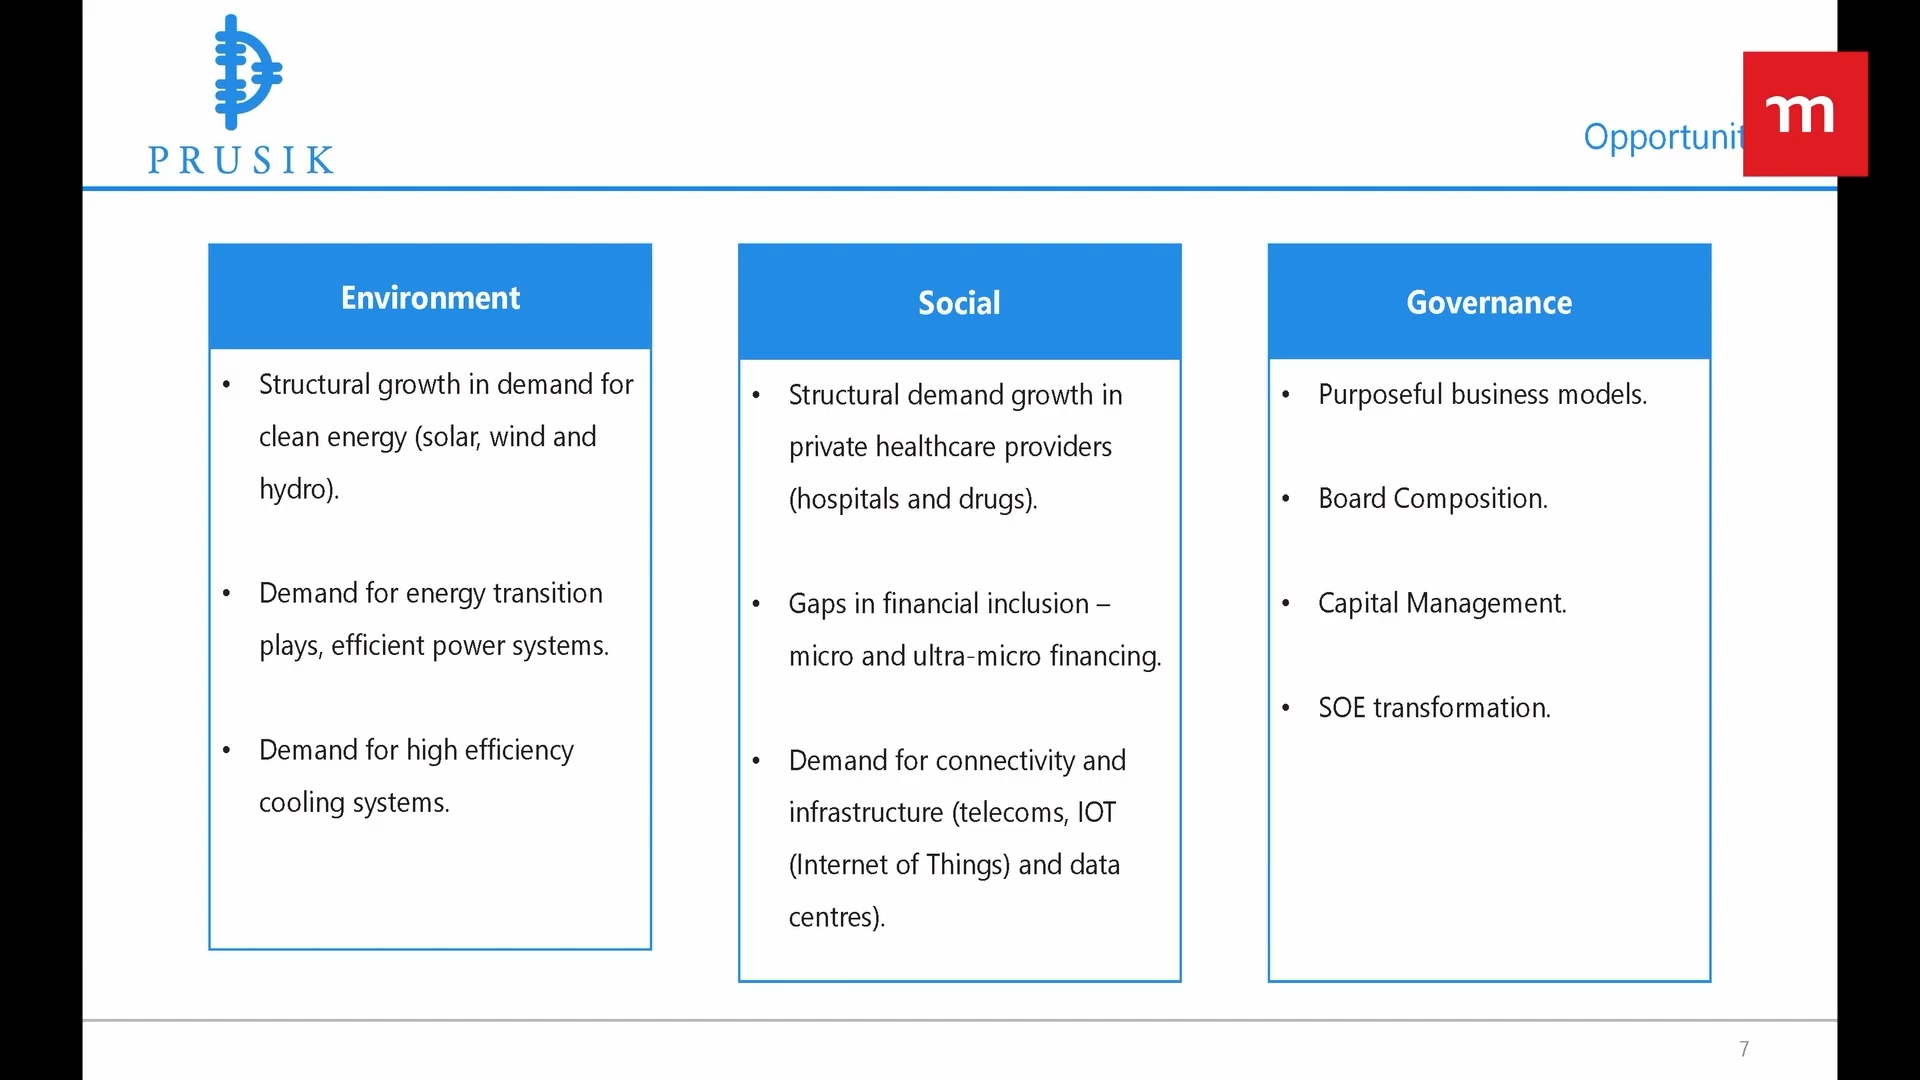 PRUSIK
m
Environment
Structural growth in demand for
clean energy (solar, wind and
hydro).
Demand for energy transition
plays, efficient power systems.
Demand for high efficiency
cooling systems.
Social
Structural demand growth in
private healthcare providers
(hospitals and drugs).
Gaps in financial inclusion –
micro and ultra-micro financing.
Demand for connectivity and
infrastructure (telecoms, IOT
(Internet of Things) and data
centres).
Governance
Purposeful business models.
Board Composition.
Capital Management.
SOE transformation.
7